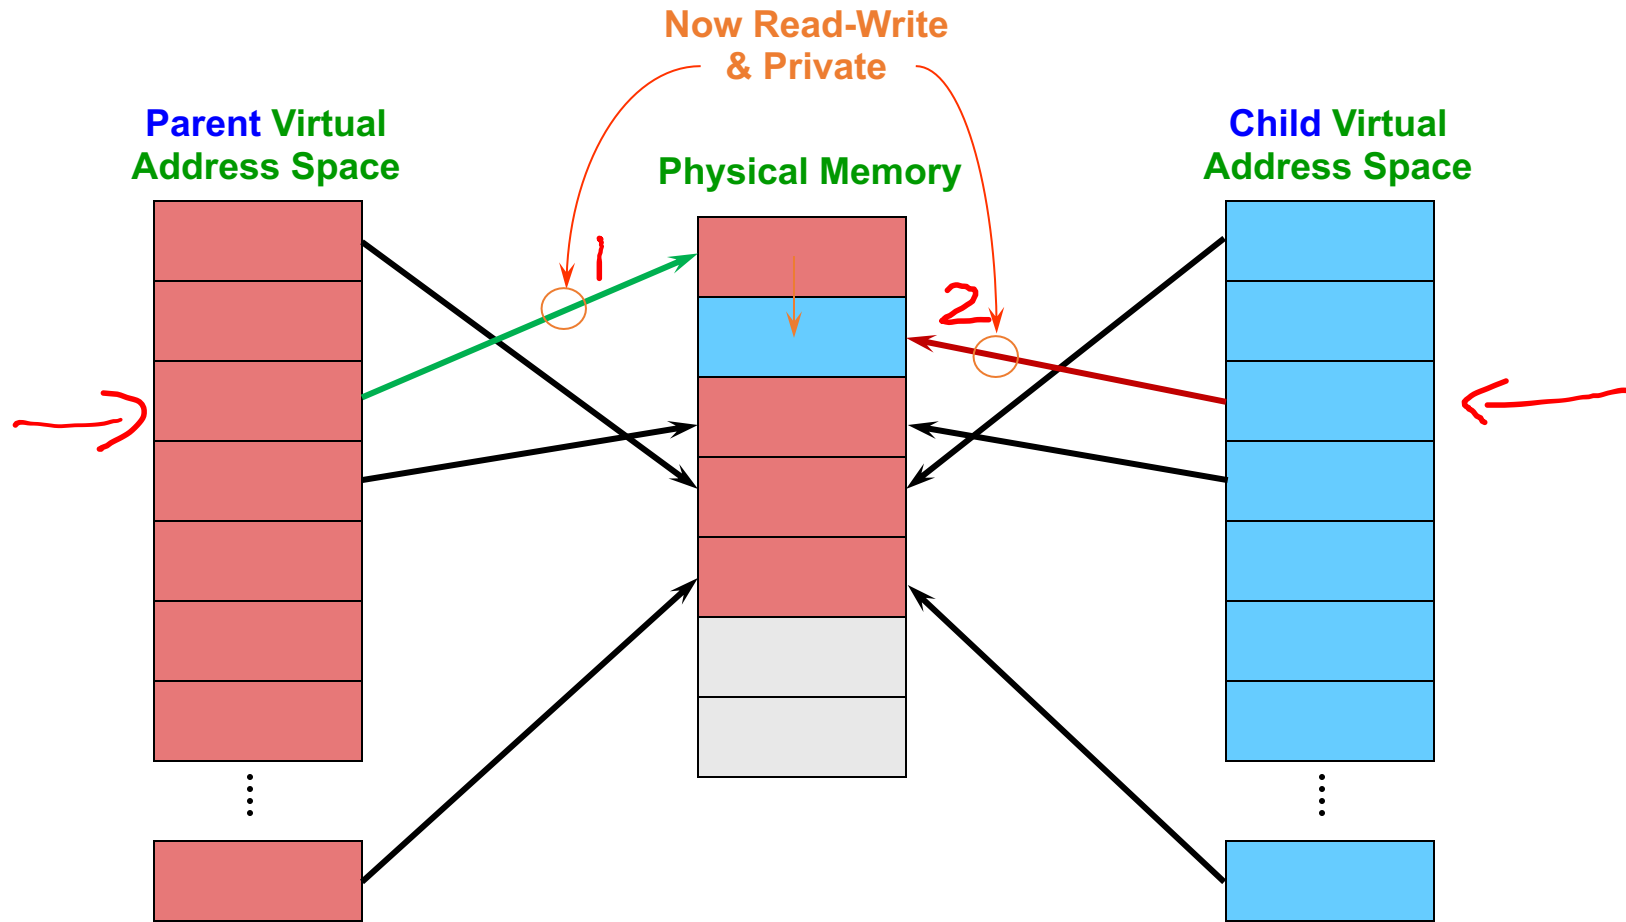 Now Read-Write
& Private
Parent Virtual
Address Space
Physical Memory
Child Virtual
Address Space
1
2